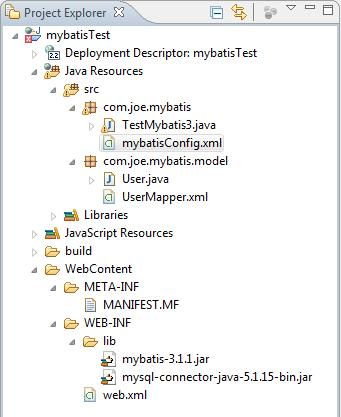 Project Explorer
mybatisTest
Deployment Descriptor: mybatisTest
Java Resources
src
com.joe.mybatis
TestMybatis3.java
mybatisConfig.xml
com.joe.mybatis.model
User.java
UserMapper.xml
Libraries
JavaScript Resources
build
WebContent
META-INF
MANIFEST.MF
WEB-INF
lib
mybatis-3.1.1.jar
mysql-connector-java-5.1.15-bin.jar
web.xml